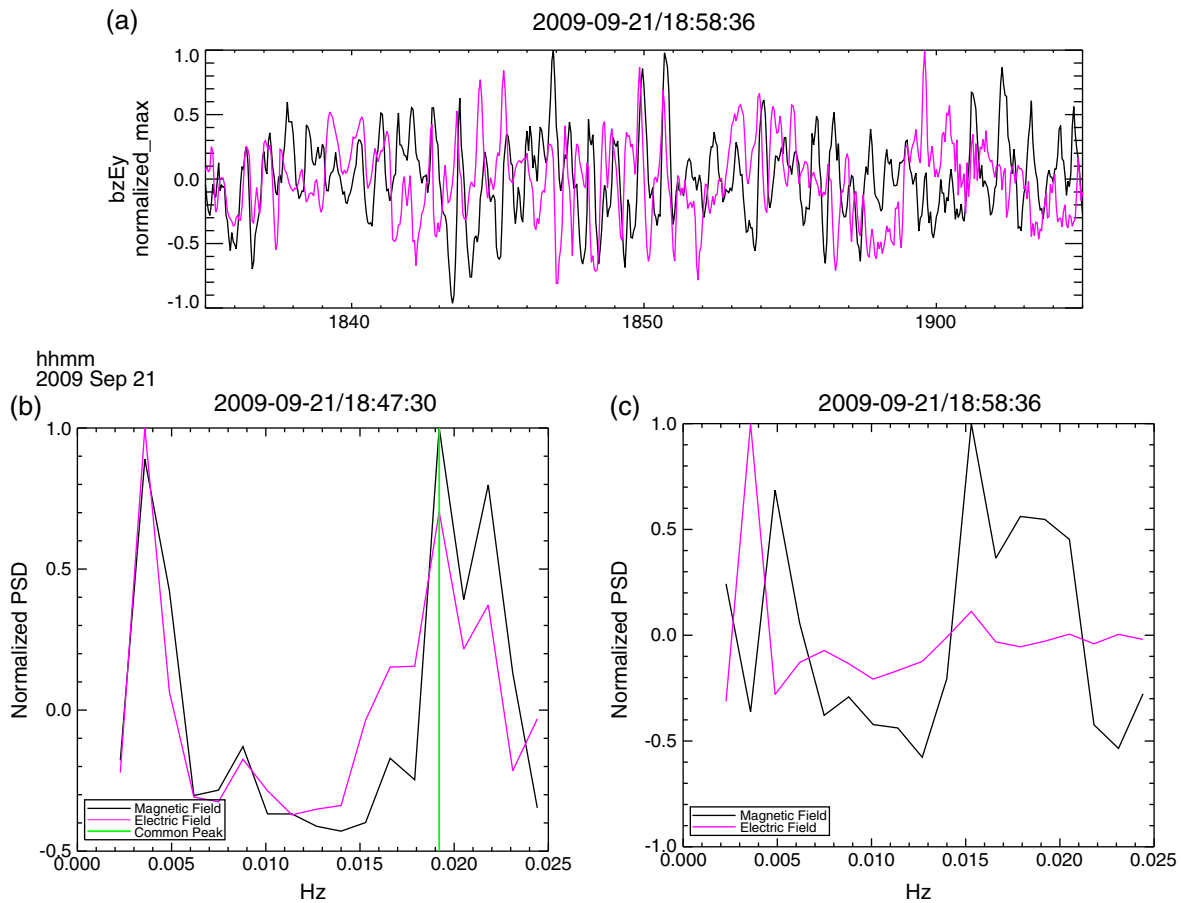 (a)
2009-09-21/18:58:36
bzEy
normalized_max
1.0
0.5
0.0
-0.5
-1.0
1840
1850
1900
hhmm
2009 Sep 21
(b)
2009-09-21/18:47:30
Normalized PSD
1.0
0.5
0.0
-0.5
Magnetic Field
Electric Field
Common Peak
0.000
0.005
0.010
0.015
0.020
0.025
Hz
(c)
2009-09-21/18:58:36
Normalized PSD
1.0
0.5
0.0
-0.5
-1.0
Magnetic Field
Electric Field
0.000
0.005
0.010
0.015
0.020
0.025
Hz